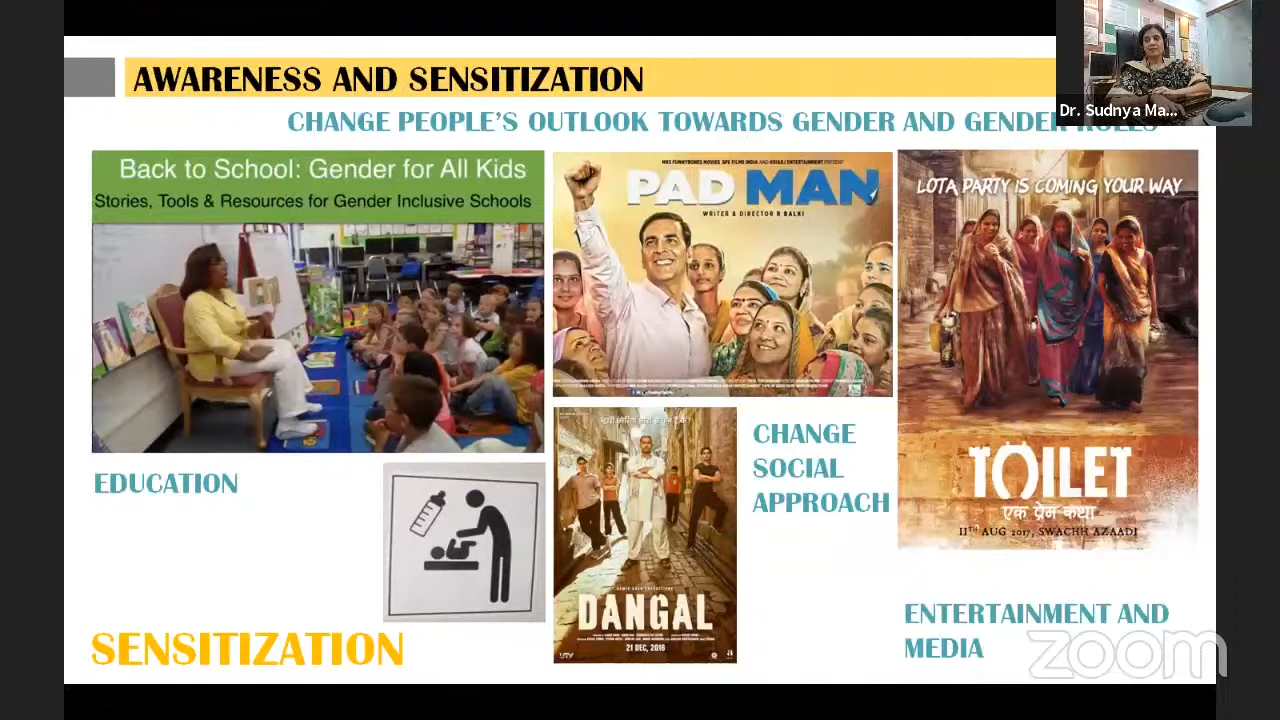 AWARENESS AND SENSITIZATION
Dr. Sudnya Ma...
CHANGE PEOPLE'S OUTLOOK TOWARDS GENDER AND GENDER ROLES
Back to School: Gender for All Kids
Stories, Tools & Resources for Gender Inclusive Schools
PAD MAN
WRITER & DIRECTOR R BALKI
LOTA PARTY IS COMING YOUR WAY
TOILET
एक प्रेम कथा
11TH AUG 2017, SWACHH AZAADI
EDUCATION
CHANGE
SOCIAL
APPROACH
DANGAL
21 DEC, 2016
UTV
SENSITIZATION
ENTERTAINMENT AND
MEDIA
zoom